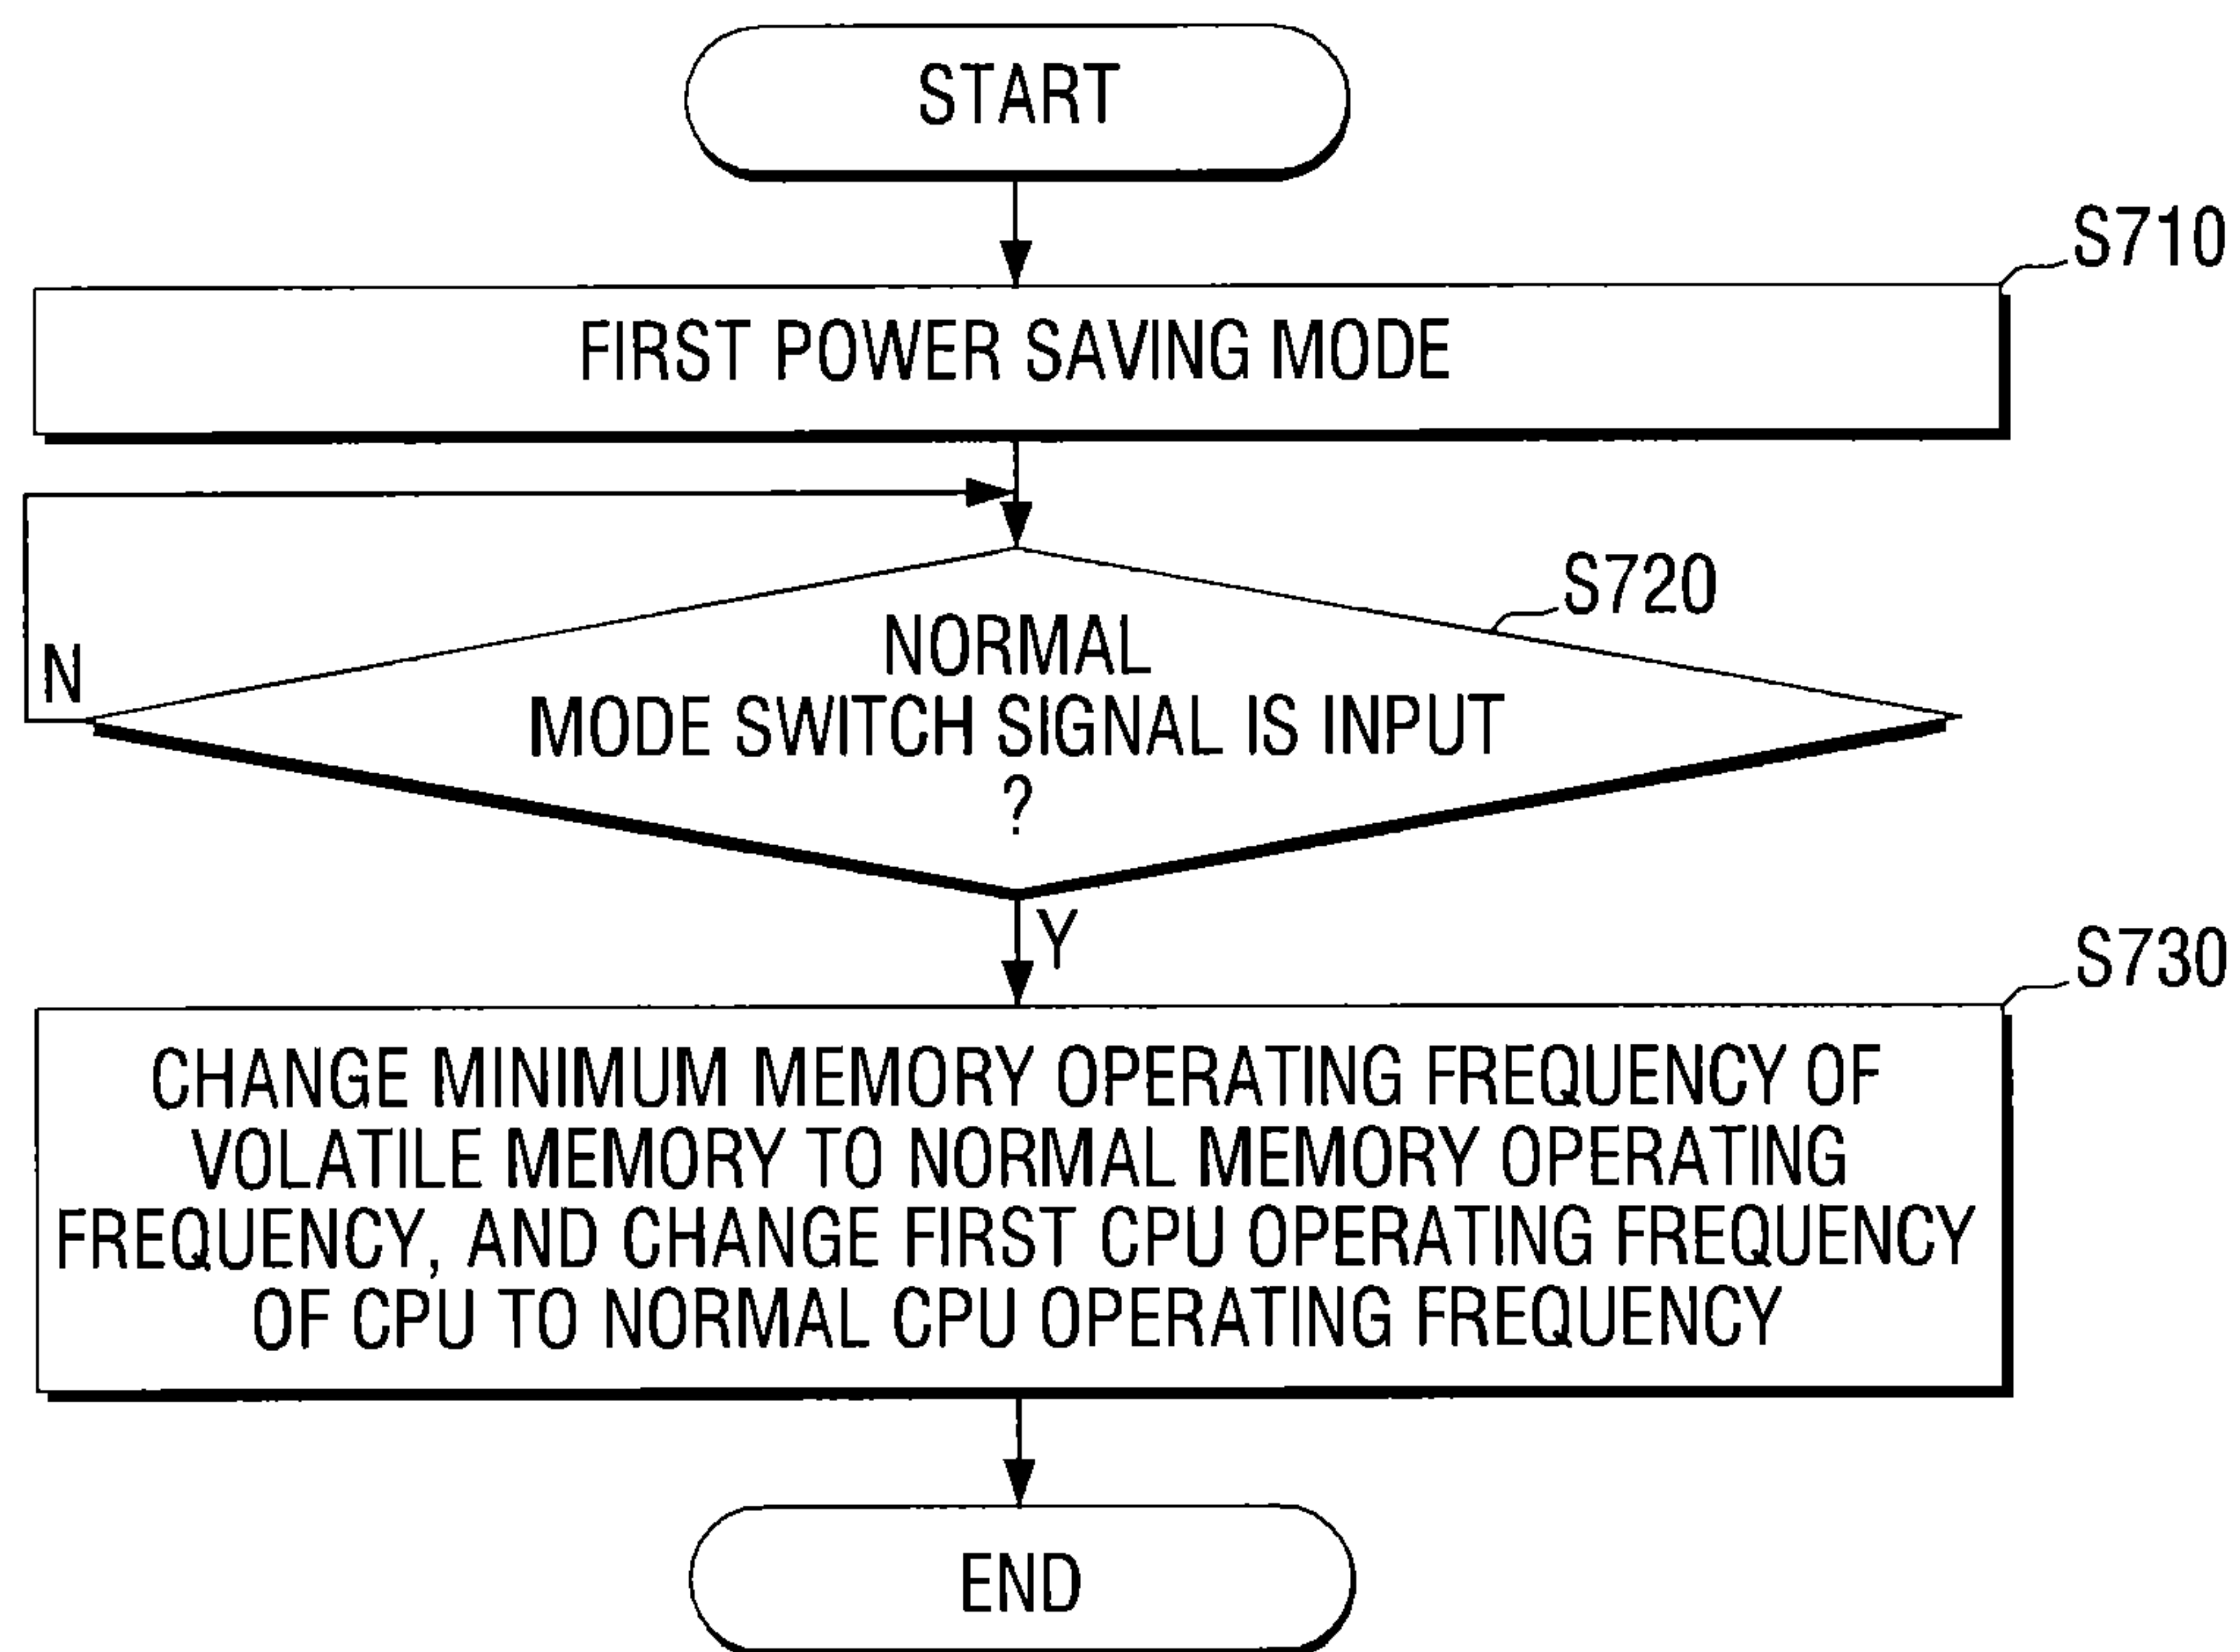 START
S710
FIRST POWER SAVING MODE
S720
NORMAL
MODE SWITCH SIGNAL IS INPUT
?
N
Y
S730
CHANGE MINIMUM MEMORY OPERATING FREQUENCY OF
VOLATILE MEMORY TO NORMAL MEMORY OPERATING
FREQUENCY, AND CHANGE FIRST CPU OPERATING FREQUENCY
OF CPU TO NORMAL CPU OPERATING FREQUENCY
END